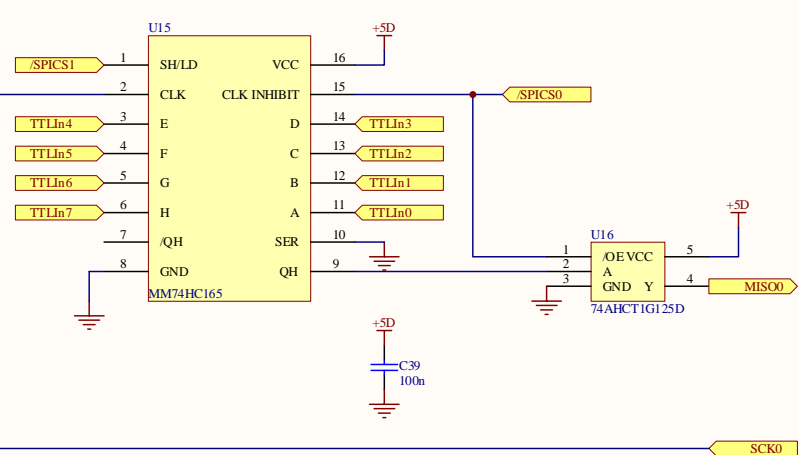 U15
+5D
/SPICS1
1
SH/LD
VCC
16
2
CLK
CLK INHIBIT
15
/SPICS0
TTLIn4
3
E
D
14
TTLIn3
TTLIn5
4
F
C
13
TTLIn2
TTLIn6
5
G
B
12
TTLIn1
TTLIn7
6
H
A
11
TTLIn0
7
/QH
SER
10
8
GND
QH
9
MM74HC165
+5D
U16
1
/OE
VCC
5
2
A
3
GND
Y
4
MISO0
74AHCT1G125D
+5D
C39
100n
SCK0